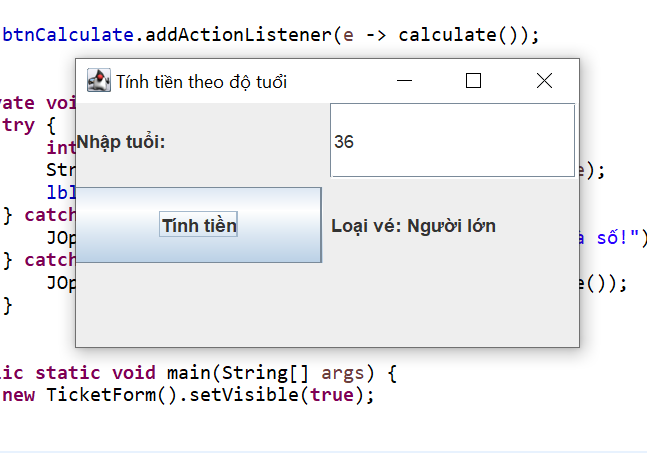 btnCalculate.addActionListener(e -> calculate());
Tính tiền theo độ tuổi
vate voi
try {
Nhập tuổi:
36
int
Str
e);
lbl
Tính tiền
Loại vé: Người lớn
} catch
JOp
à số!")
} catch
JOp
e());
}
lic static void main(String[] args) {
new TicketForm().setVisible(true);